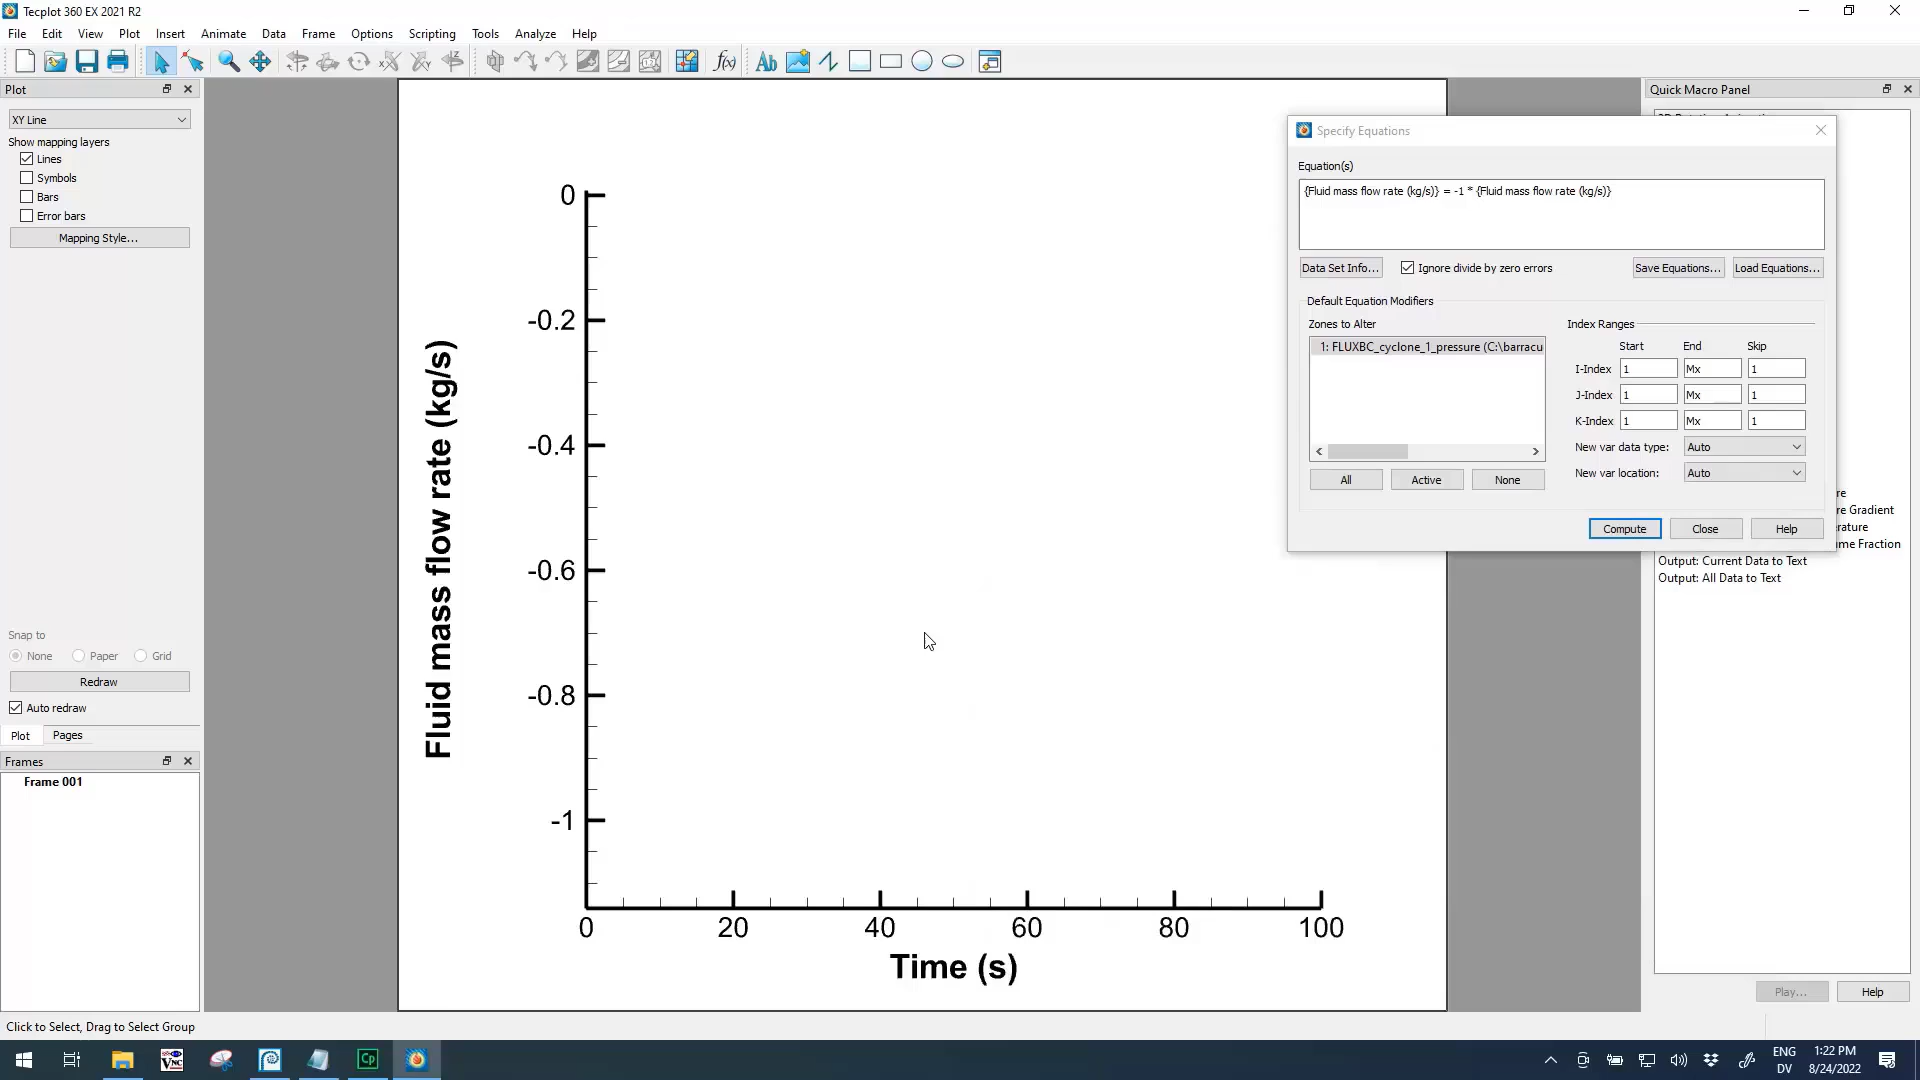 Tecplot 360 EX 2021 R2
File Edit View Plot Insert Animate Data Frame Options Scripting Tools Analyze Help
Plot
XY Line
Show mapping layers
Lines
Symbols
Bars
Error bars
Mapping Style...
Snap to
None Paper Grid
Redraw
Auto redraw
Plot Pages
Frames
Frame 001
Click to Select, Drag to Select Group
Fluid mass flow rate (kg/s)
0
-0.2
-0.4
-0.6
-0.8
-1
0 20 40 60 80 100
Time (s)
Specify Equations
Equation(s)
{Fluid mass flow rate (kg/s)} = -1 * {Fluid mass flow rate (kg/s)}
Data Set Info... Ignore divide by zero errors Save Equations... Load Equations...
Default Equation Modifiers
Zones to Alter
1: FLUXBC_cyclone_1_pressure (C:\barracu
All Active None
Index Ranges
Start End Skip
I-Index 1 Mx 1
J-Index 1 Mx 1
K-Index 1 Mx 1
New var data type: Auto
New var location: Auto
Compute Close Help
Quick Macro Panel
re
re Gradient
rature
ume Fraction
Output: Current Data to Text
Output: All Data to Text
Play... Help
ENG
DV
1:22 PM
8/24/2022